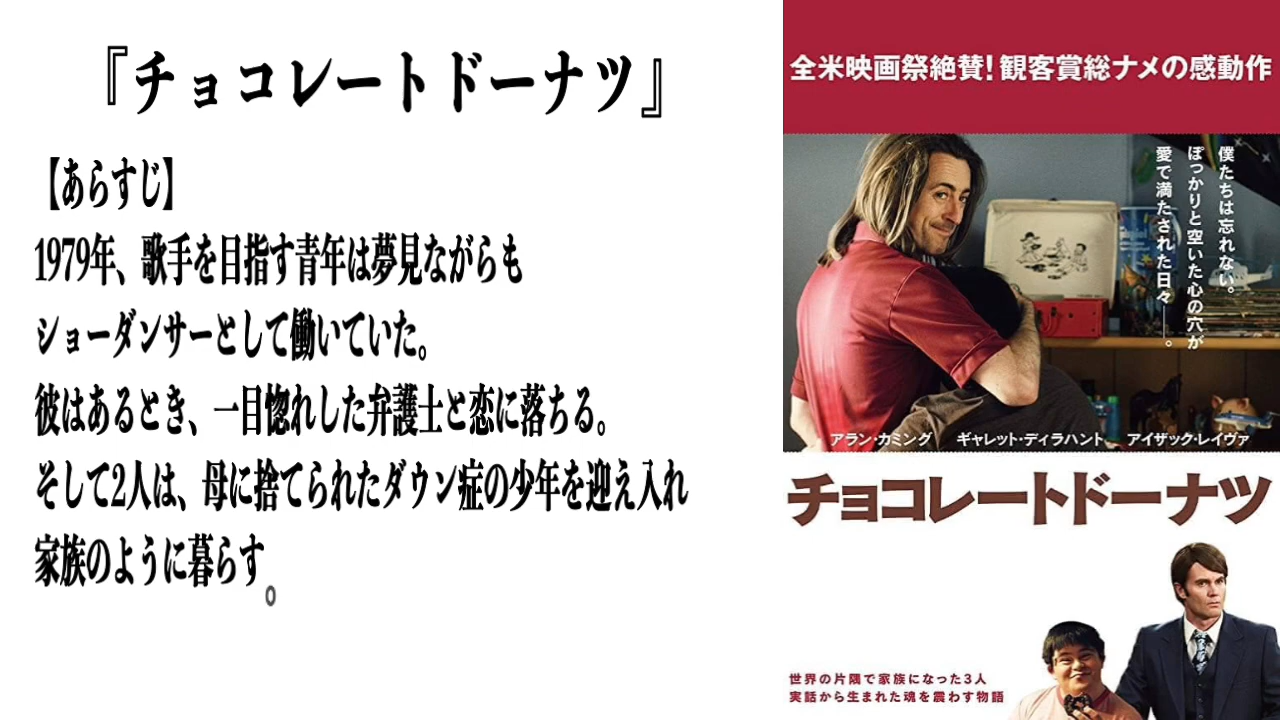 『チョコレートドーナツ』
【あらすじ】
1979年、歌手を目指す青年は夢見ながらも
ショーダンサーとして働いていた。
彼はあるとき、一目惚れした弁護士と恋に落ちる。
そして2人は、母に捨てられたダウン症の少年を迎え入れ
家族のように暮らす。
全米映画祭絶賛!観客賞総ナメの感動作
僕たちは忘れない。
ぽっかりと空いた心の穴が
愛で満たされた日々──。
アラン・カミング ギャレット・ディラハント アイザック・レイヴァ
チョコレートドーナツ
世界の片隅で家族になった3人
実話から生まれた魂を震わす物語